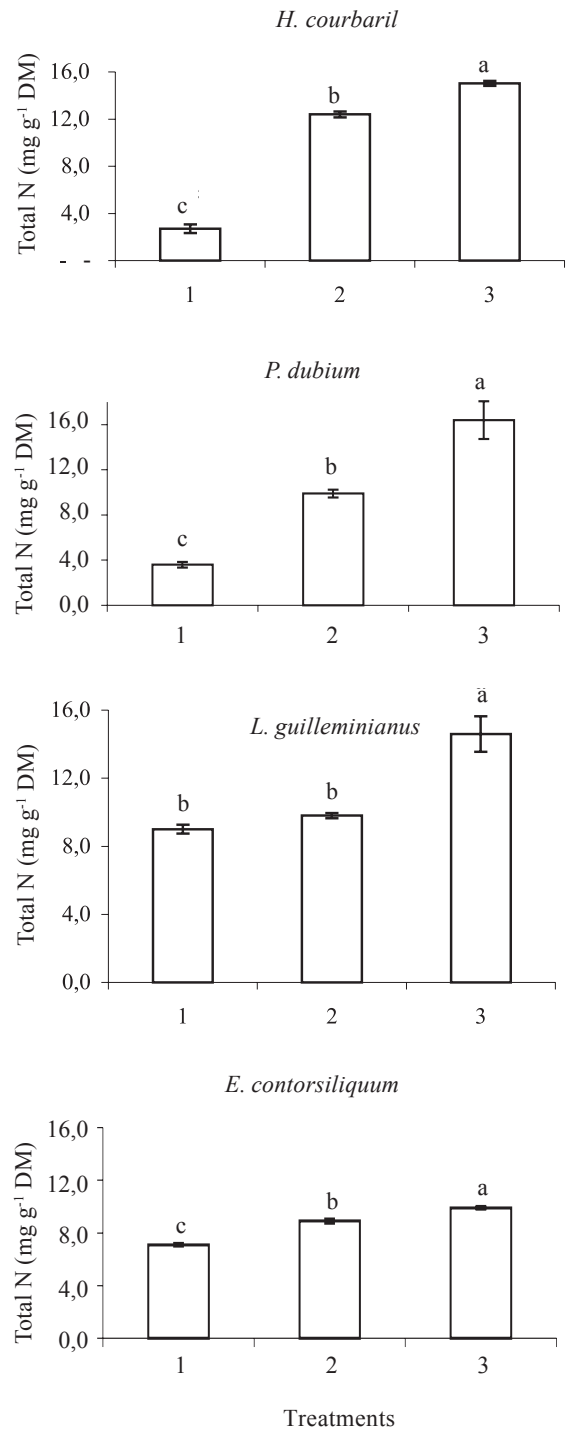 H. courbaril
Total N (mg g-1 DM)
16,0
12,0
8,0
4,0
- -
c
b
a
1 2 3
P. dubium
Total N (mg g-1 DM)
16,0
12,0
8,0
4,0
0,0
c
b
a
1 2 3
L. guilleminianus
Total N (mg g-1 DM)
16,0
12,0
8,0
4,0
0,0
b
b
a
1 2 3
E. contorsiliquum
Total N (mg g-1 DM)
16,0
12,0
8,0
4,0
0,0
c
b
a
1 2 3
Treatments